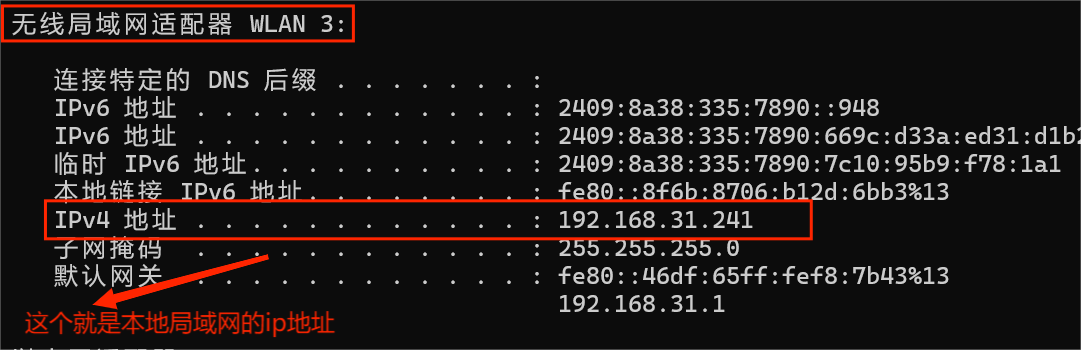 无线局域网适配器 WLAN 3:
连接特定的 DNS 后缀 . . . . . . . :
IPv6 地址 . . . . . . . . . . . . : 2409:8a38:335:7890::948
IPv6 地址 . . . . . . . . . . . . : 2409:8a38:335:7890:669c:d33a:ed31:d1b2
临时 IPv6 地址. . . . . . . . . . : 2409:8a38:335:7890:7c10:95b9:f78:1a1
本地链接 IPv6 地址. . . . . . . . : fe80::8f6b:8706:b12d:6bb3%13
IPv4 地址 . . . . . . . . . . . . : 192.168.31.241
子网掩码 . . . . . . . . . . . . : 255.255.255.0
默认网关. . . . . . . . . . . . . : fe80::46df:65ff:fef8:7b43%13
192.168.31.1
这个就是本地局域网的ip地址